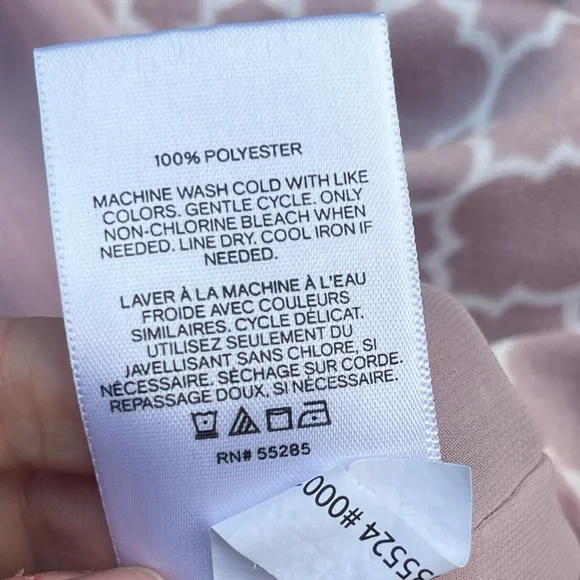 100% POLYESTER
MACHINE WASH COLD WITH LIKE
COLORS. GENTLE CYCLE. ONLY
NON-CHLORINE BLEACH WHEN
NEEDED. LINE DRY, COOL IRON IF
NEEDED.
LAVER À LA MACHINE À L'EAU
FROIDE AVEC COULEURS
SIMILAIRES. CYCLE DÉLICAT.
UTILISEZ SEULEMENT DU
JAVELLISANT SANS CHLORE, SI
NÉCESSAIRE. SÉCHAGE SUR CORDE.
REPASSAGE DOUX, SI NÉCESSAIRE.
RN# 55285